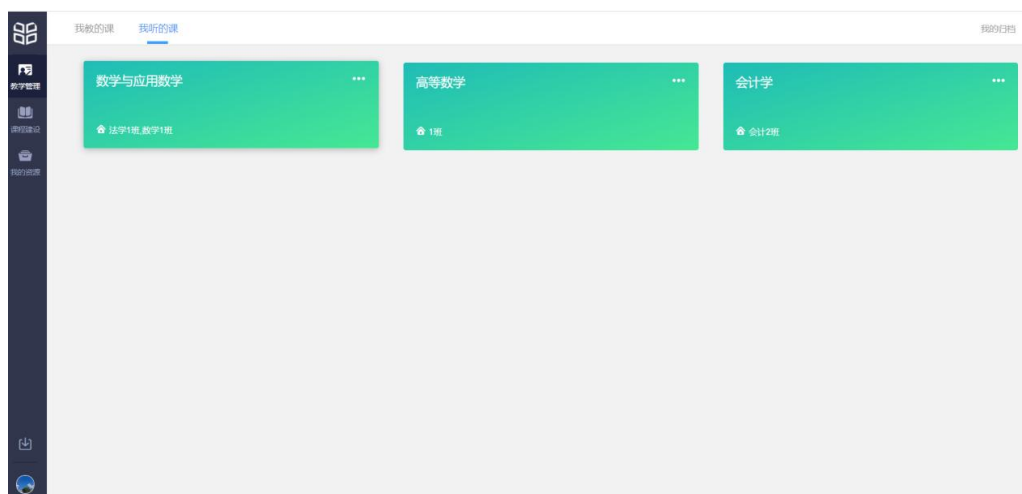 我教的课
我听的课
我的归档
教学管理
课程建设
我的资源
数学与应用数学
法学1班,数学1班
高等数学
1班
会计学
会计2班